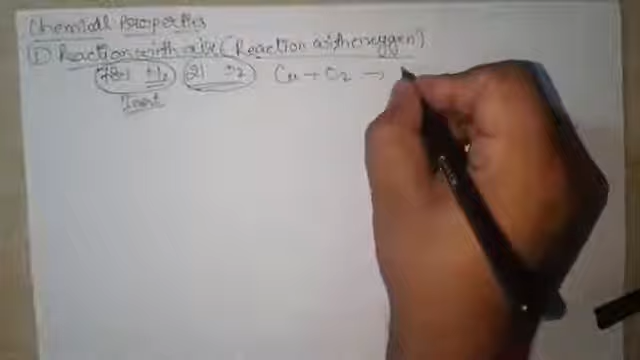 Chemical Properties
① Reaction with air (Reaction with oxygen)
78% N₂ 21% O₂ Cu + O₂ →
Inert